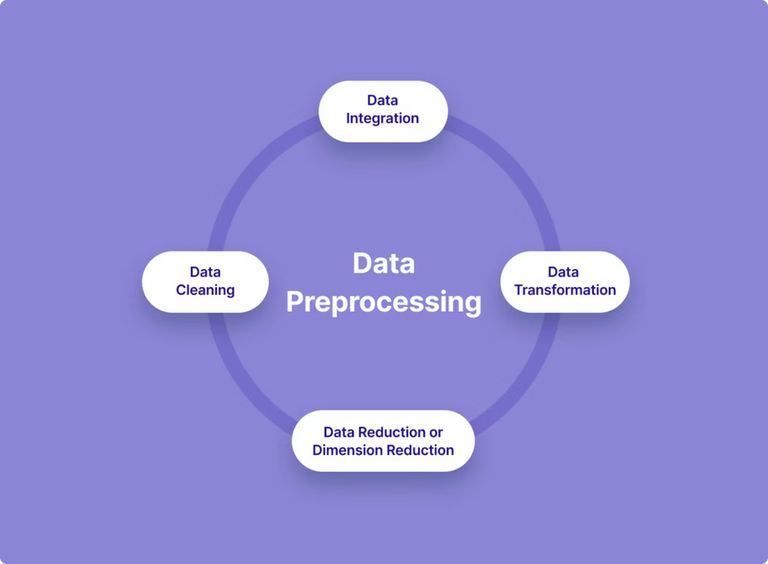 Data
Integration
Data
Cleaning
Data
Preprocessing
Data
Transformation
Data Reduction or
Dimension Reduction